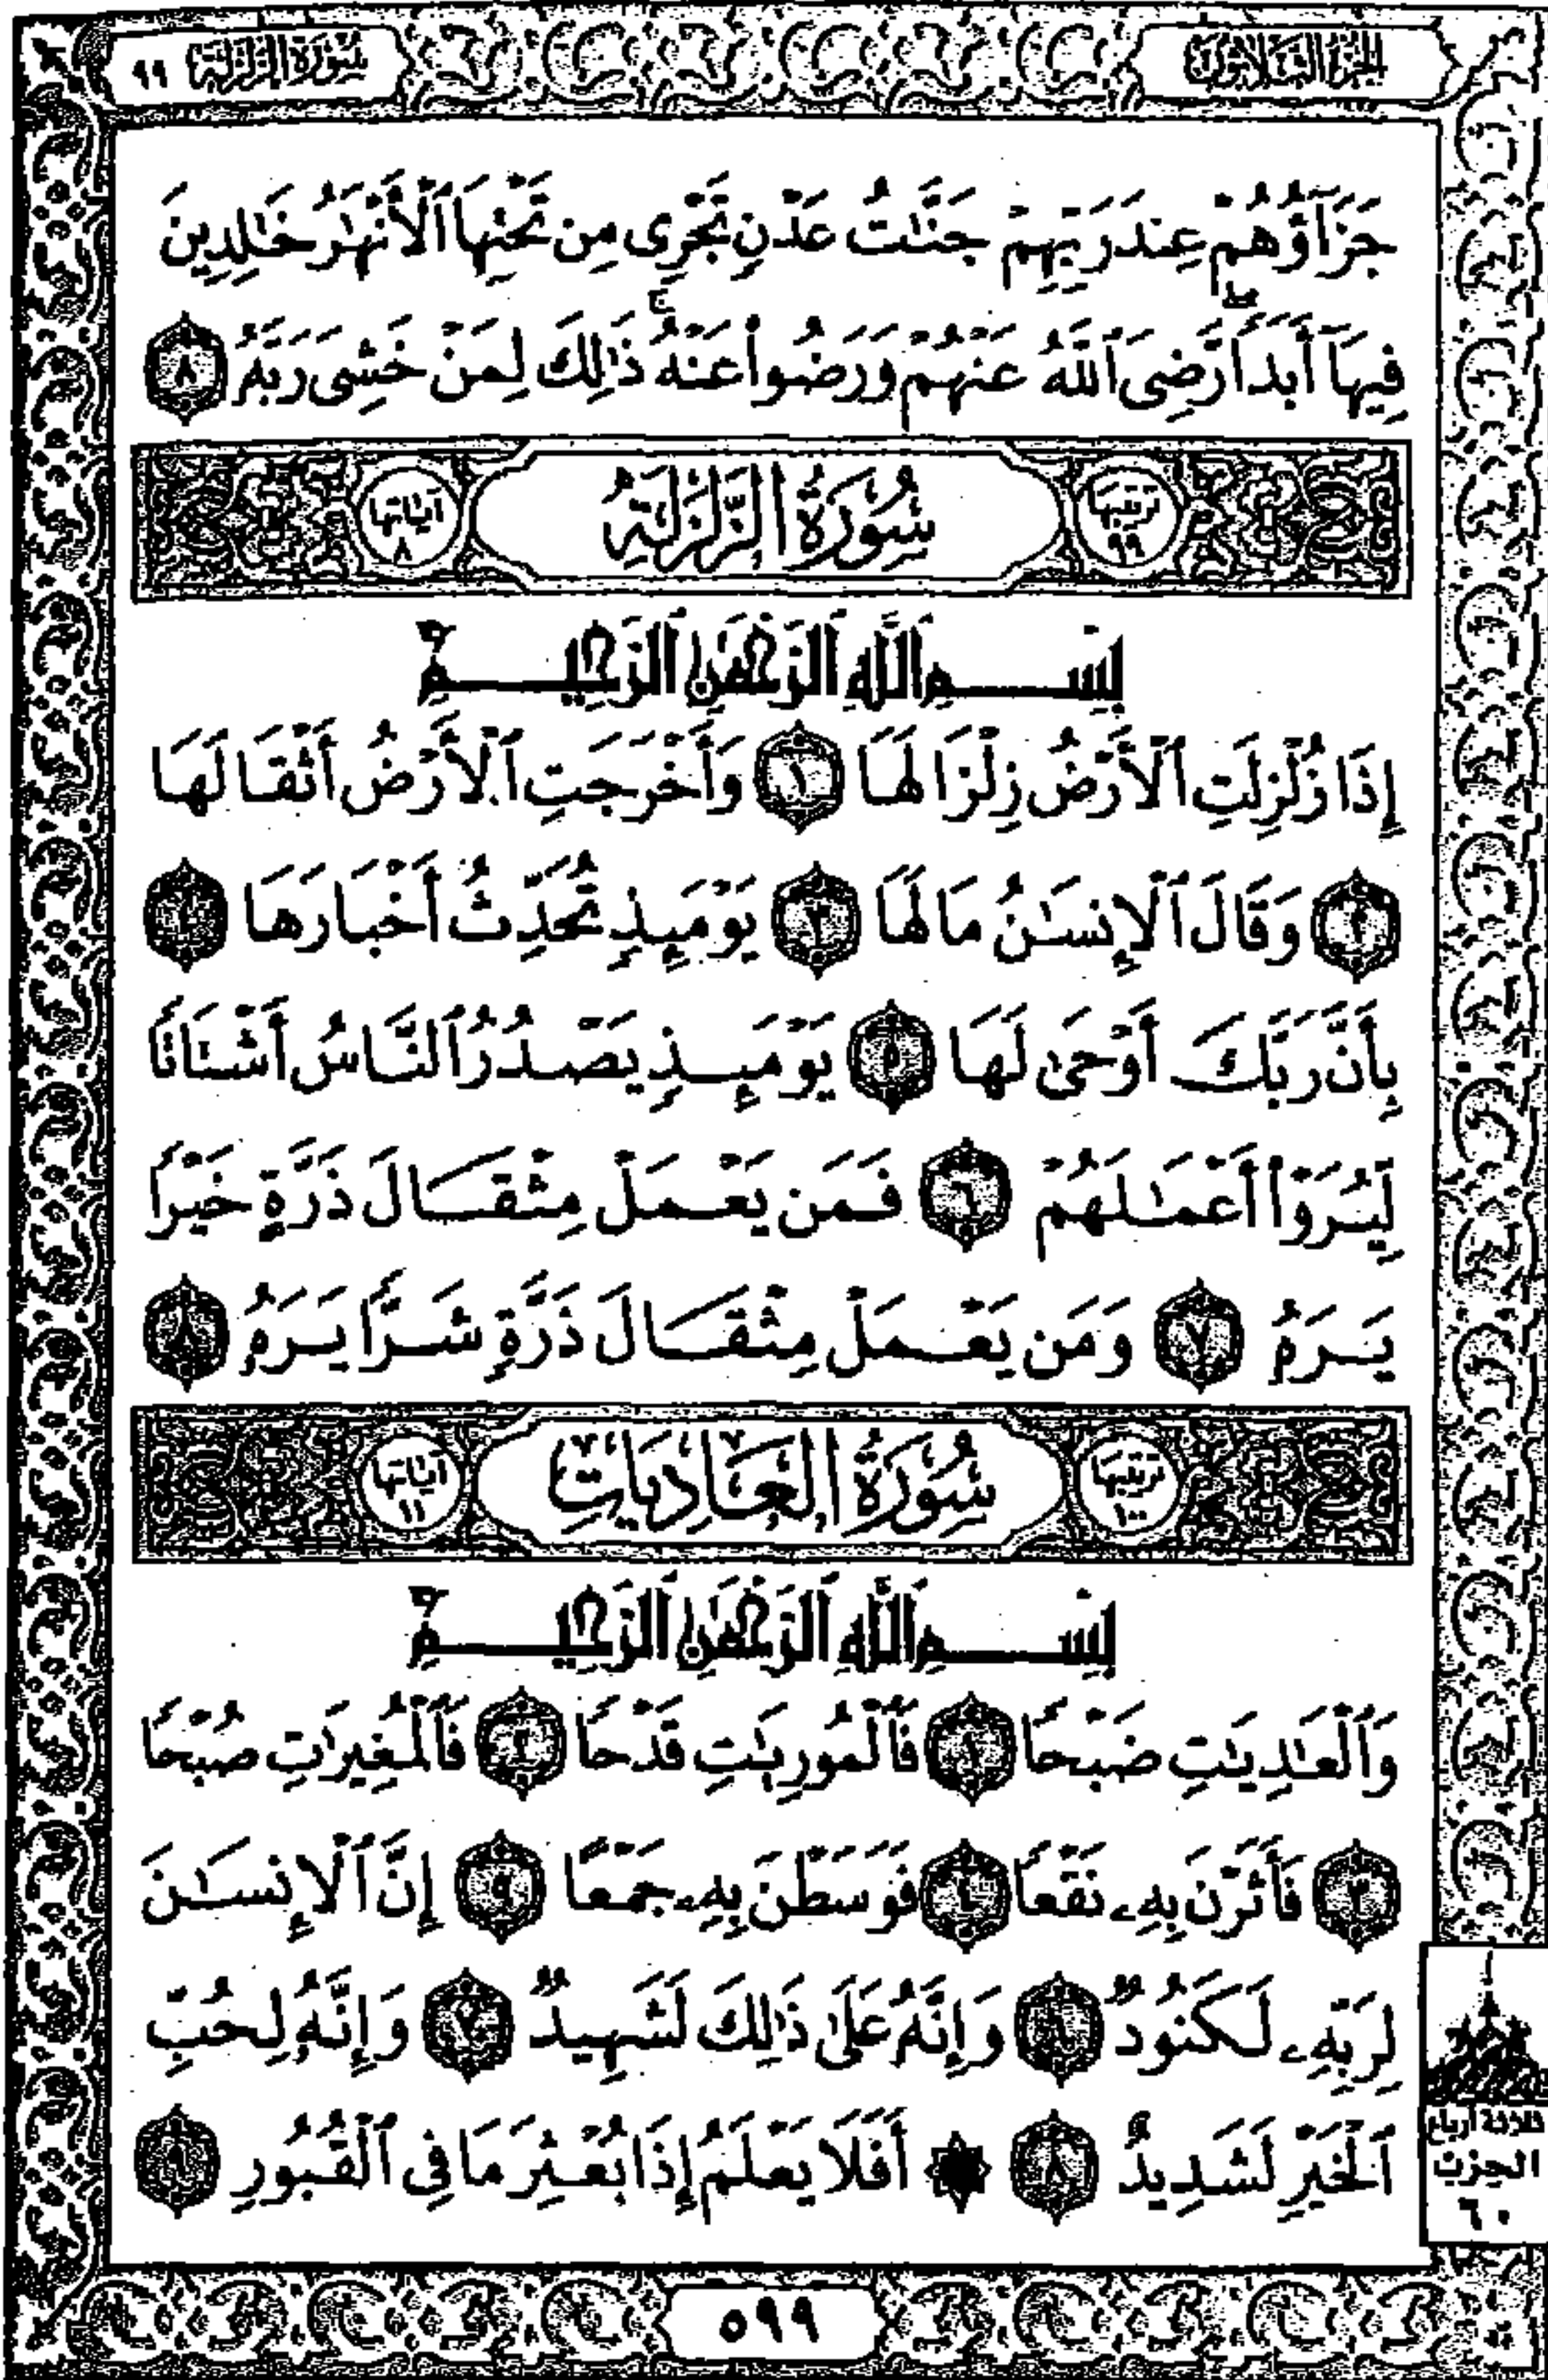 الجزء الثلاثون
سورة الزلزلة ٩٩
جَزَآؤُهُمْ عِندَ رَبِّهِمْ جَنَّٰتُ عَدْنٍ تَجْرِى مِن تَحْتِهَا ٱلْأَنْهَٰرُ خَٰلِدِينَ
فِيهَآ أَبَدًا ۖ رَّضِىَ ٱللَّهُ عَنْهُمْ وَرَضُوا۟ عَنْهُ ۚ ذَٰلِكَ لِمَنْ خَشِىَ رَبَّهُۥ ٨
ترتيبها ٩٩ سُورَةُ الزَّلْزَلَةِ آياتها ٨
بِسْمِ ٱللَّهِ ٱلرَّحْمَٰنِ ٱلرَّحِيمِ
إِذَا زُلْزِلَتِ ٱلْأَرْضُ زِلْزَالَهَا ١ وَأَخْرَجَتِ ٱلْأَرْضُ أَثْقَالَهَا
٢ وَقَالَ ٱلْإِنسَٰنُ مَا لَهَا ٣ يَوْمَئِذٍ تُحَدِّثُ أَخْبَارَهَا ٤
بِأَنَّ رَبَّكَ أَوْحَىٰ لَهَا ٥ يَوْمَئِذٍ يَصْدُرُ ٱلنَّاسُ أَشْتَاتًا
لِّيُرَوْا۟ أَعْمَٰلَهُمْ ٦ فَمَن يَعْمَلْ مِثْقَالَ ذَرَّةٍ خَيْرًا
يَرَهُۥ ٧ وَمَن يَعْمَلْ مِثْقَالَ ذَرَّةٍ شَرًّا يَرَهُۥ ٨
ترتيبها ١٠٠ سُورَةُ العَادِيَاتِ آياتها ١١
بِسْمِ ٱللَّهِ ٱلرَّحْمَٰنِ ٱلرَّحِيمِ
وَٱلْعَٰدِيَٰتِ ضَبْحًا ١ فَٱلْمُورِيَٰتِ قَدْحًا ٢ فَٱلْمُغِيرَٰتِ صُبْحًا
٣ فَأَثَرْنَ بِهِۦ نَقْعًا ٤ فَوَسَطْنَ بِهِۦ جَمْعًا ٥ إِنَّ ٱلْإِنسَٰنَ
لِرَبِّهِۦ لَكَنُودٌ ٦ وَإِنَّهُۥ عَلَىٰ ذَٰلِكَ لَشَهِيدٌ ٧ وَإِنَّهُۥ لِحُبِّ
ٱلْخَيْرِ لَشَدِيدٌ ٨ ۞ أَفَلَا يَعْلَمُ إِذَا بُعْثِرَ مَا فِى ٱلْقُبُورِ ٩
ثلاثة أرباع
الحزب
٦٠
٥٩٩